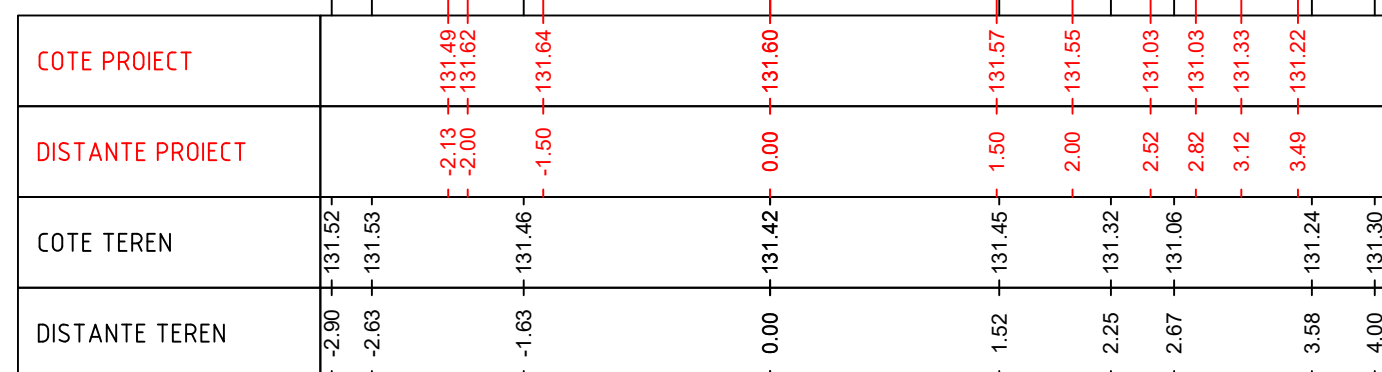 COTE PROIECT 131.49 131.62 131.64 131.60 131.57 131.55 131.03 131.03 131.33 131.22
DISTANTE PROIECT -2.13 -2.00 -1.50 0.00 1.50 2.00 2.52 2.82 3.12 3.49
COTE TEREN 131.52 131.53 131.46 131.42 131.45 131.32 131.06 131.24 131.30
DISTANTE TEREN -2.90 -2.63 -1.63 0.00 1.52 2.25 2.67 3.58 4.00